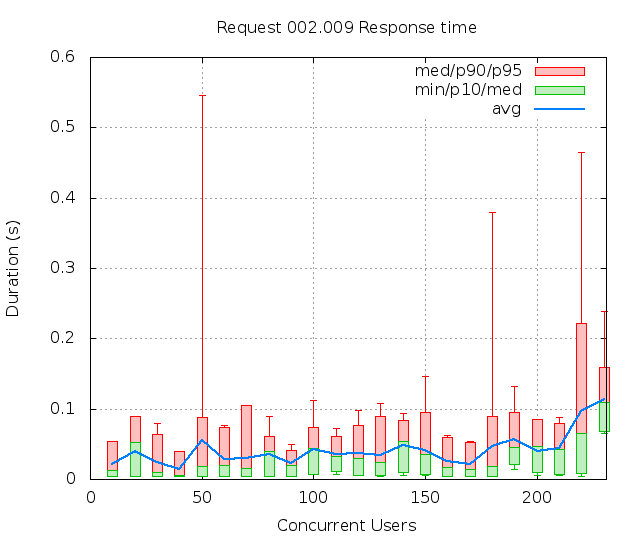 Request 002.009 Response time
med/p90/p95
min/p10/med
avg
0.6
0.5
0.4
0.3
0.2
0.1
0
Duration (s)
0 50 100 150 200
Concurrent Users